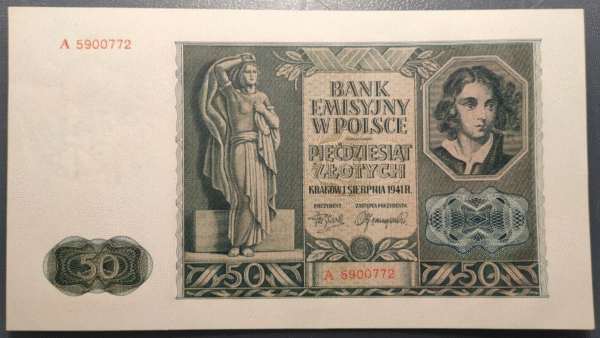 A 5900772
BANK
EMISYJNY
W POLSCE
PIĘĆDZIESIĄT
ZŁOTYCH
KRAKÓW 1. SIERPNIA 1941 R.
PREZYDENT ZASTĘPCA PREZYDENTA
50
50
A 5900772
50